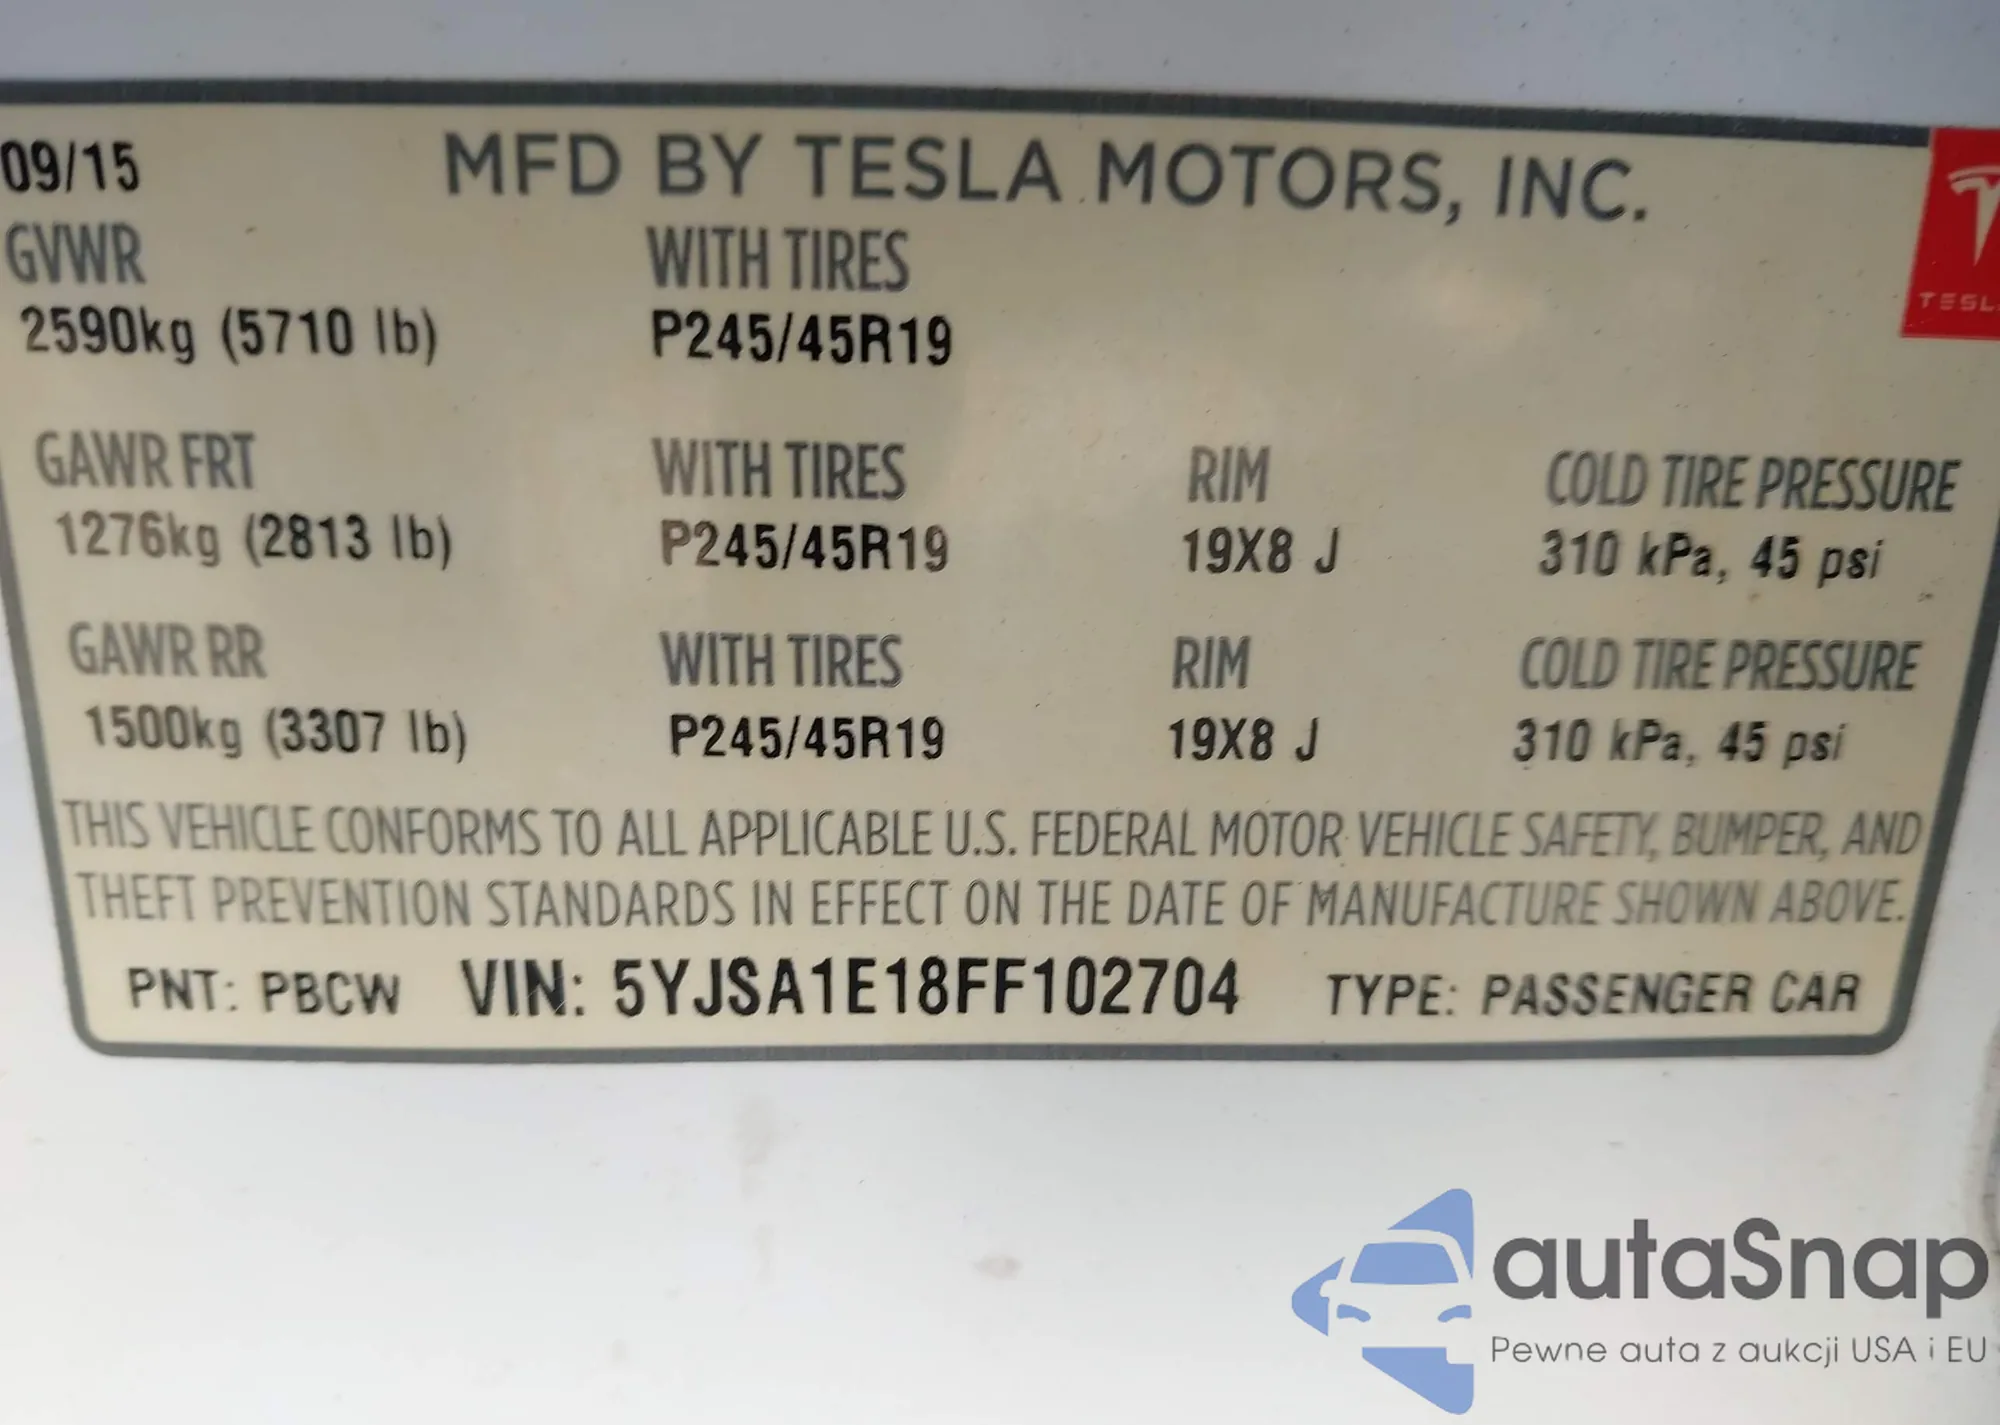 09/15 MFD BY TESLA MOTORS, INC.
GVWR WITH TIRES
2590kg (5710 lb) P245/45R19
TESL
GAWR FRT WITH TIRES RIM COLD TIRE PRESSURE
1276kg (2813 lb) P245/45R19 19X8 J 310 kPa, 45 psi
GAWR RR WITH TIRES RIM COLD TIRE PRESSURE
1500kg (3307 lb) P245/45R19 19X8 J 310 kPa, 45 psi
THIS VEHICLE CONFORMS TO ALL APPLICABLE U.S. FEDERAL MOTOR VEHICLE SAFETY, BUMPER, AND
THEFT PREVENTION STANDARDS IN EFFECT ON THE DATE OF MANUFACTURE SHOWN ABOVE.
PNT: PBCW VIN: 5YJSA1E18FF102704 TYPE: PASSENGER CAR
autaSnap
Pewne auta z aukcji USA i EU